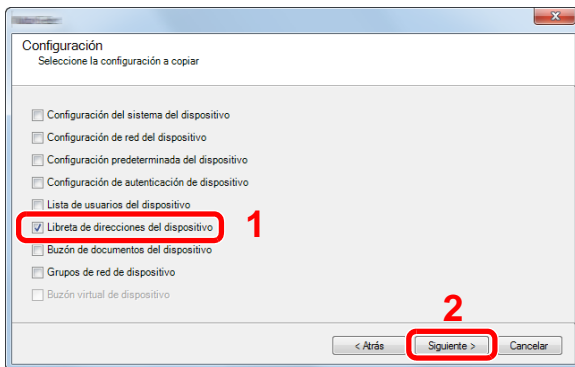 Configuración
Seleccione la configuración a copiar
Configuración del sistema del dispositivo
Configuración de red del dispositivo
Configuración predeterminada del dispositivo
Configuración de autenticación de dispositivo
Lista de usuarios del dispositivo
Libreta de direcciones del dispositivo
1
Buzón de documentos del dispositivo
Grupos de red de dispositivo
Buzón virtual de dispositivo
2
< Atrás
Siguiente >
Cancelar